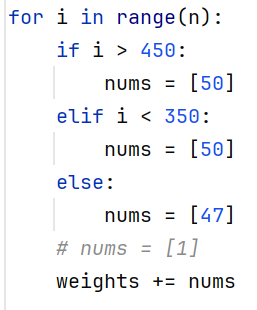 for i in range(n):
    if i > 450:
        nums = [50]
    elif i < 350:
        nums = [50]
    else:
        nums = [47]
    # nums = [1]
    weights += nums